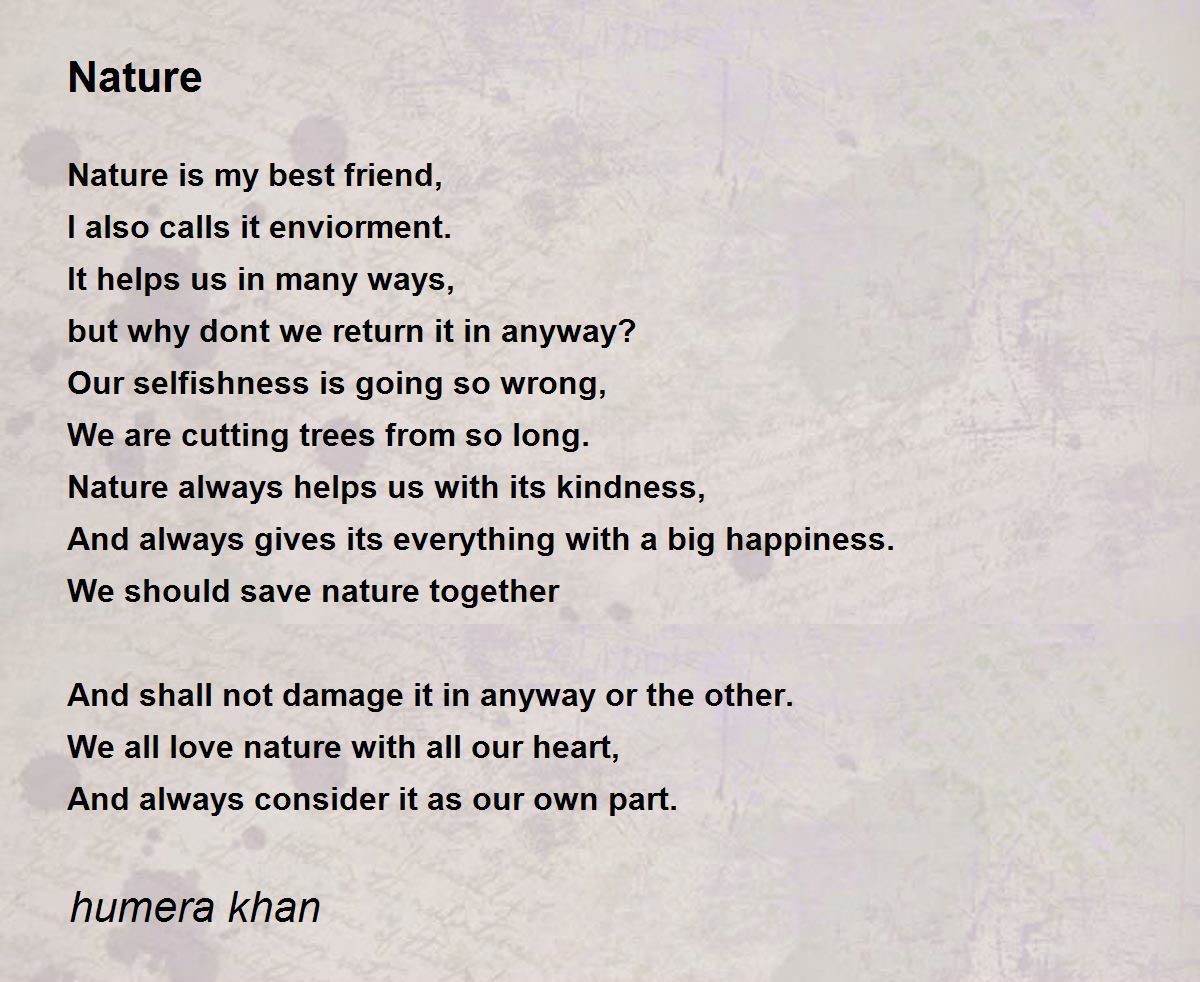 Nature
Nature is my best friend,
I also calls it enviorment.
It helps us in many ways,
but why dont we return it in anyway?
Our selfishness is going so wrong,
We are cutting trees from so long.
Nature always helps us with its kindness,
And always gives its everything with a big happiness.
We should save nature together
And shall not damage it in anyway or the other.
We all love nature with all our heart,
And always consider it as our own part.
humera khan